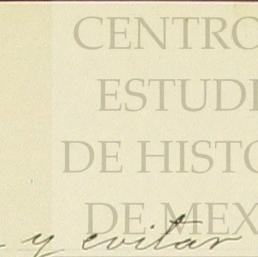 CENTRO
ESTUDI
DE HISTO
DE MEX
y evitar